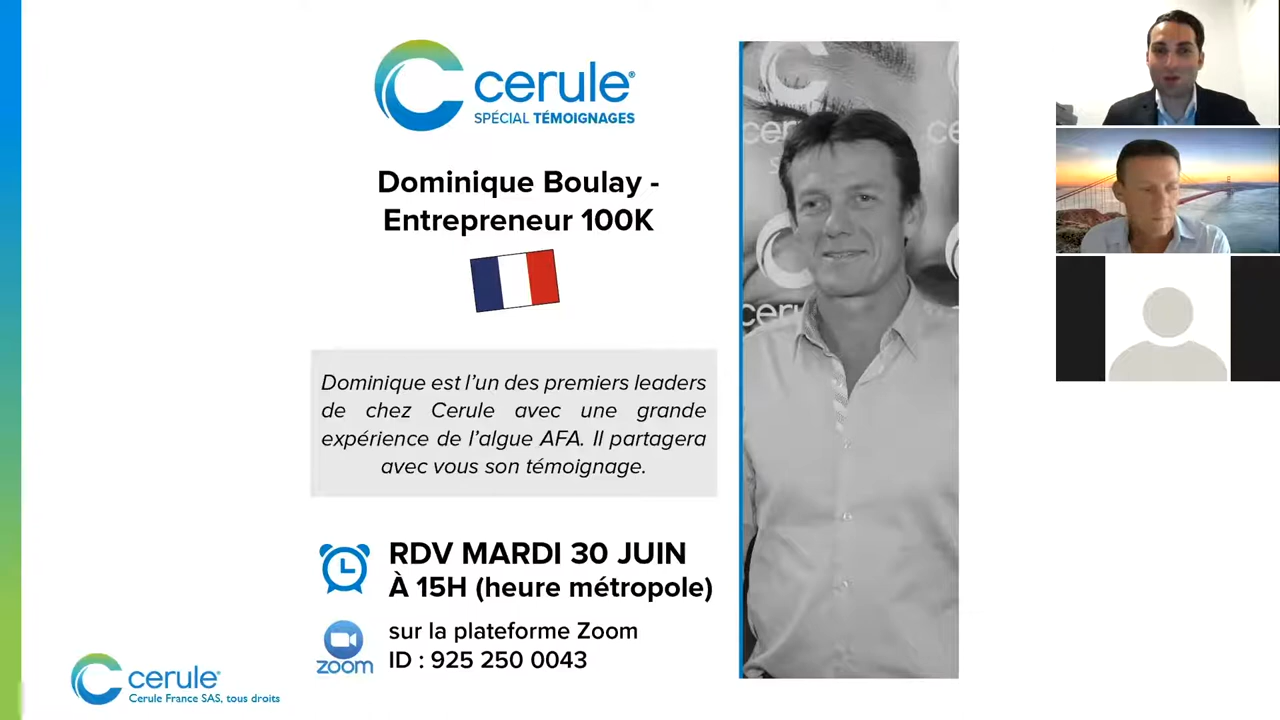 cerule®
SPÉCIAL TÉMOIGNAGES
Dominique Boulay -
Entrepreneur 100K
Dominique est l'un des premiers leaders
de chez Cerule avec une grande
expérience de l'algue AFA. Il partagera
avec vous son témoignage.
RDV MARDI 30 JUIN
À 15H (heure métropole)
sur la plateforme Zoom
ID : 925 250 0043
zoom
cerule®
Cerule France SAS, tous droits